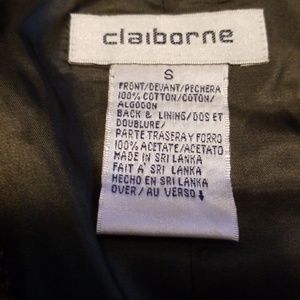 claiborne
S
FRONT/DEVANT/PECHERA
100% COTTON/COTON/
ALGODON
BACK & LINING/DOS ET
DOUBLURE/
PARTE TRASERA Y FORRO
100% ACETATE/ACETATO
MADE IN SRI LANKA
FAIT À SRI LANKA
HECHO EN SRI LANKA
OVER/AU VERSO